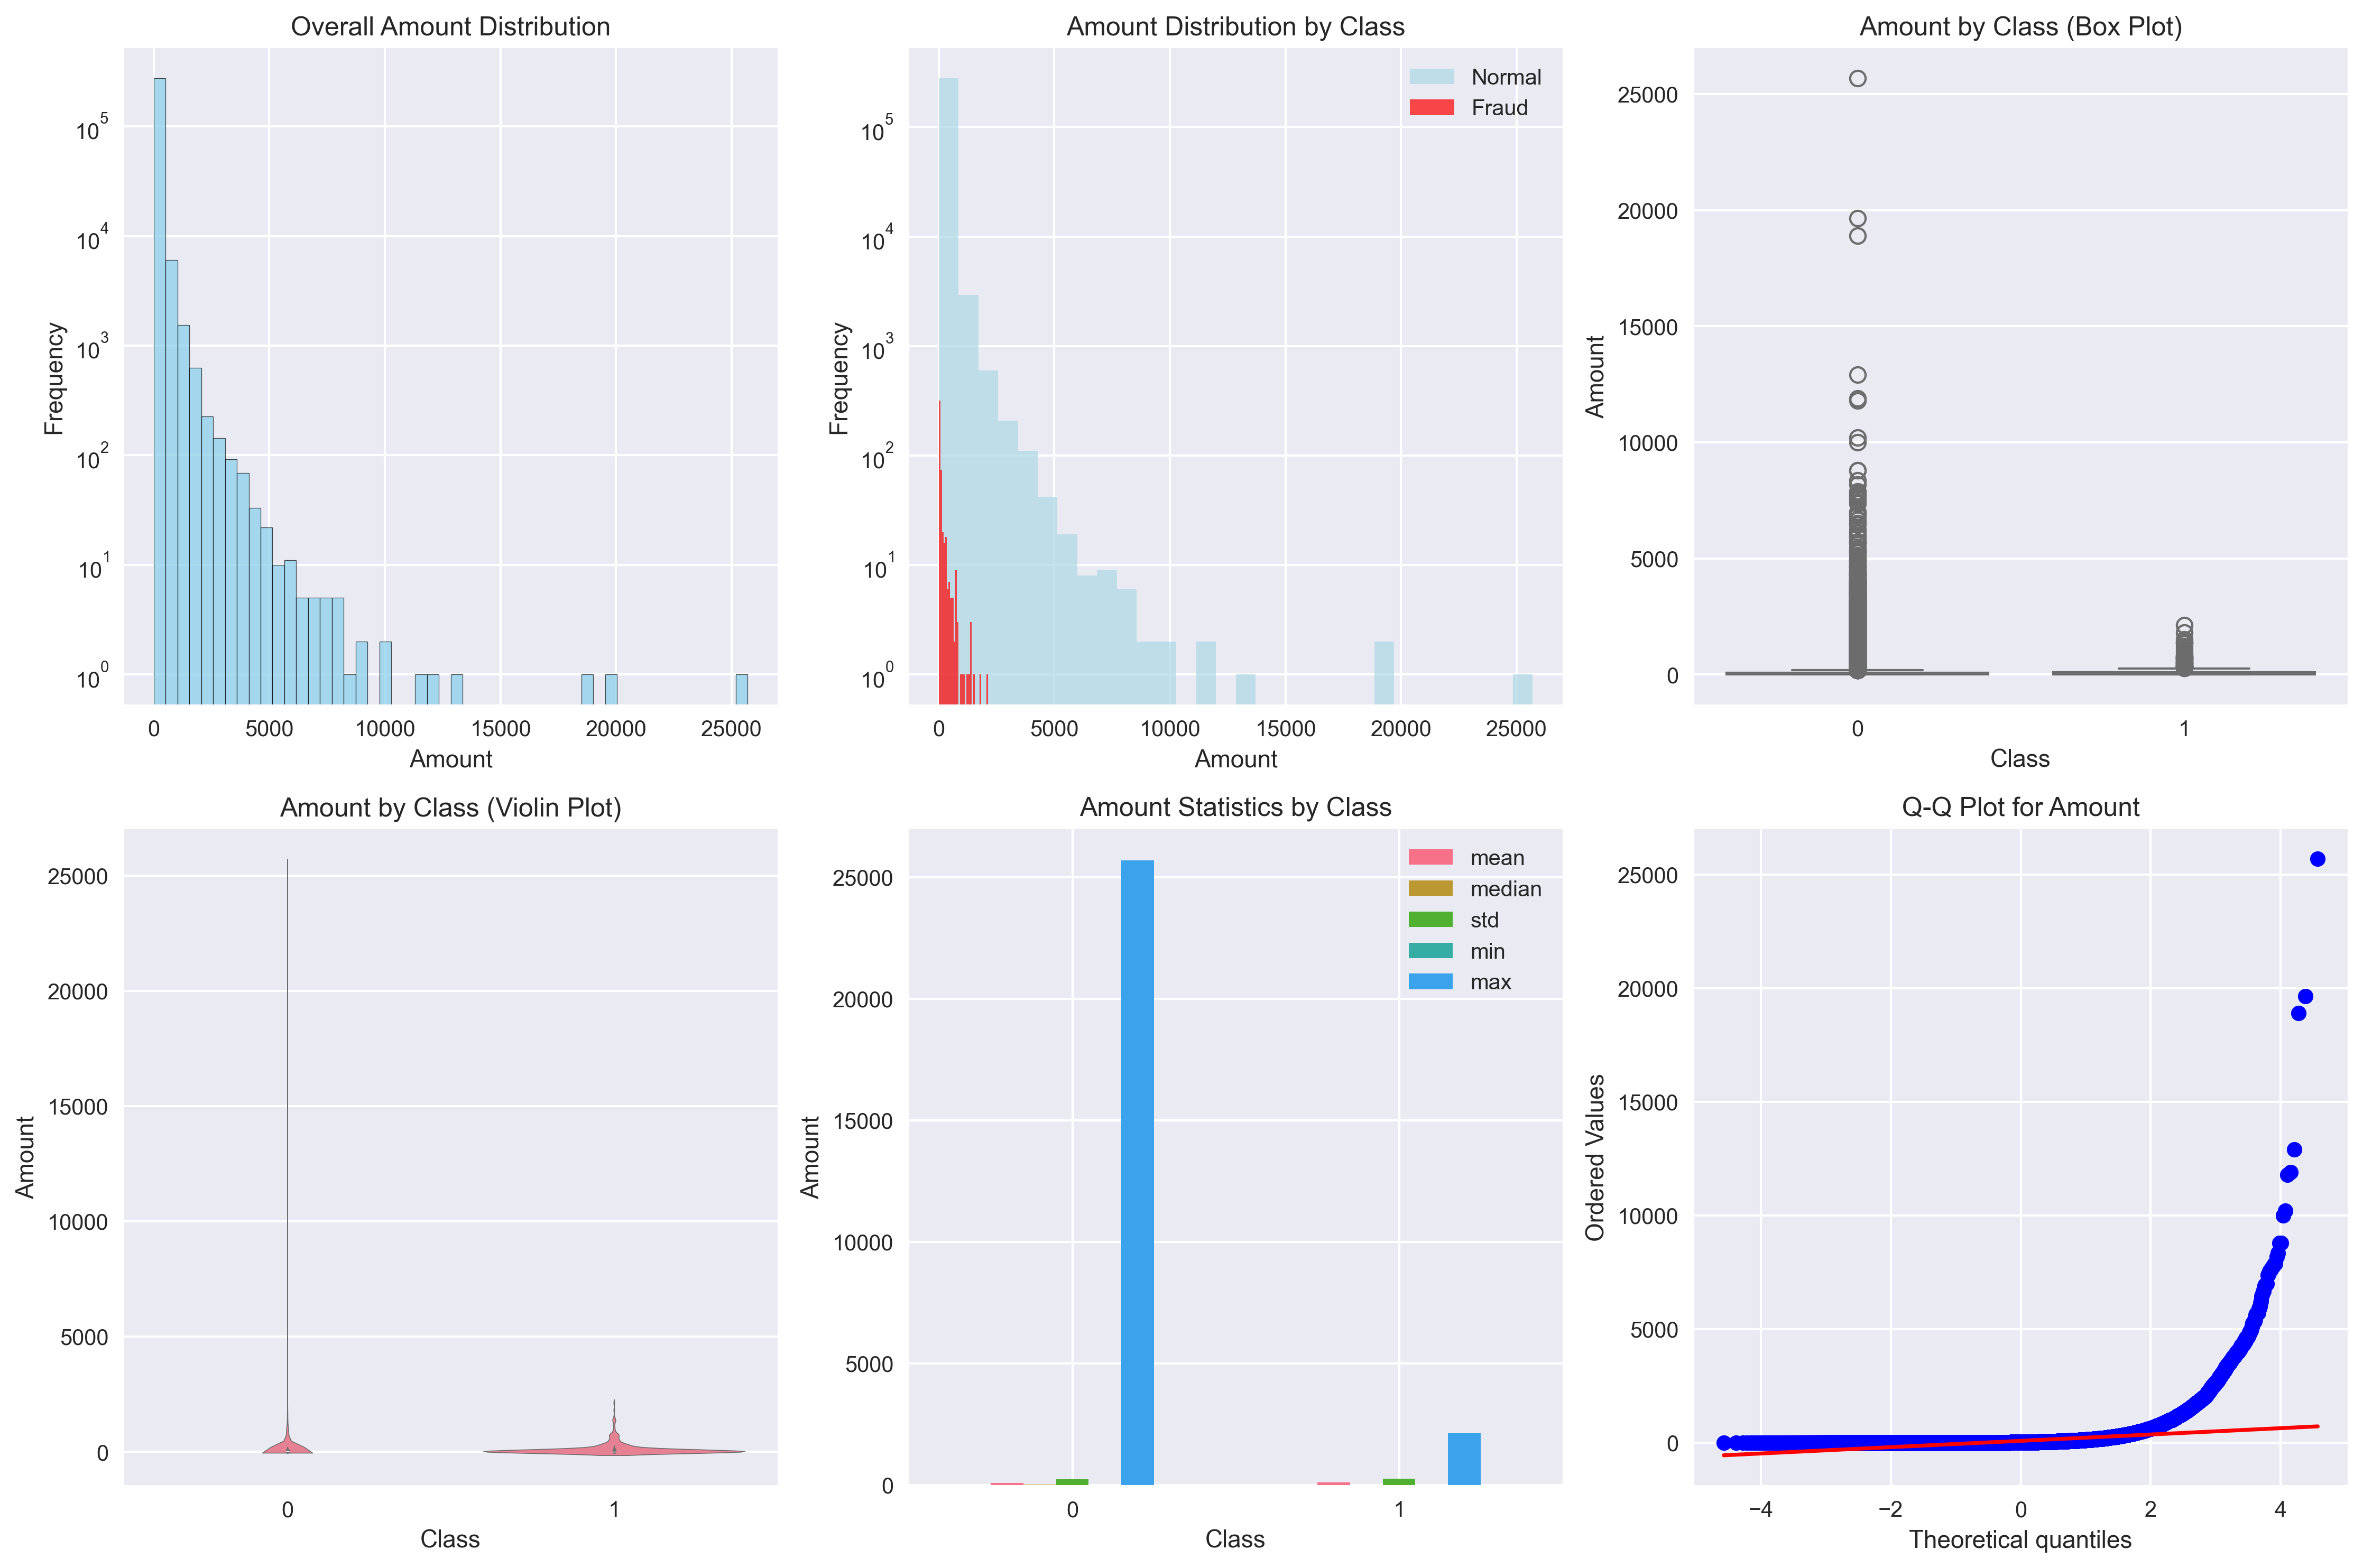 Overall Amount Distribution
Frequency
10^5
10^4
10^3
10^2
10^1
10^0
0 5000 10000 15000 20000 25000
Amount
Amount Distribution by Class
Normal
Fraud
Frequency
10^5
10^4
10^3
10^2
10^1
10^0
0 5000 10000 15000 20000 25000
Amount
Amount by Class (Box Plot)
Amount
25000
20000
15000
10000
5000
0
0 1
Class
Amount by Class (Violin Plot)
Amount
25000
20000
15000
10000
5000
0
0 1
Class
Amount Statistics by Class
mean
median
std
min
max
Amount
25000
20000
15000
10000
5000
0
0 1
Class
Q-Q Plot for Amount
Ordered Values
25000
20000
15000
10000
5000
0
−4 −2 0 2 4
Theoretical quantiles